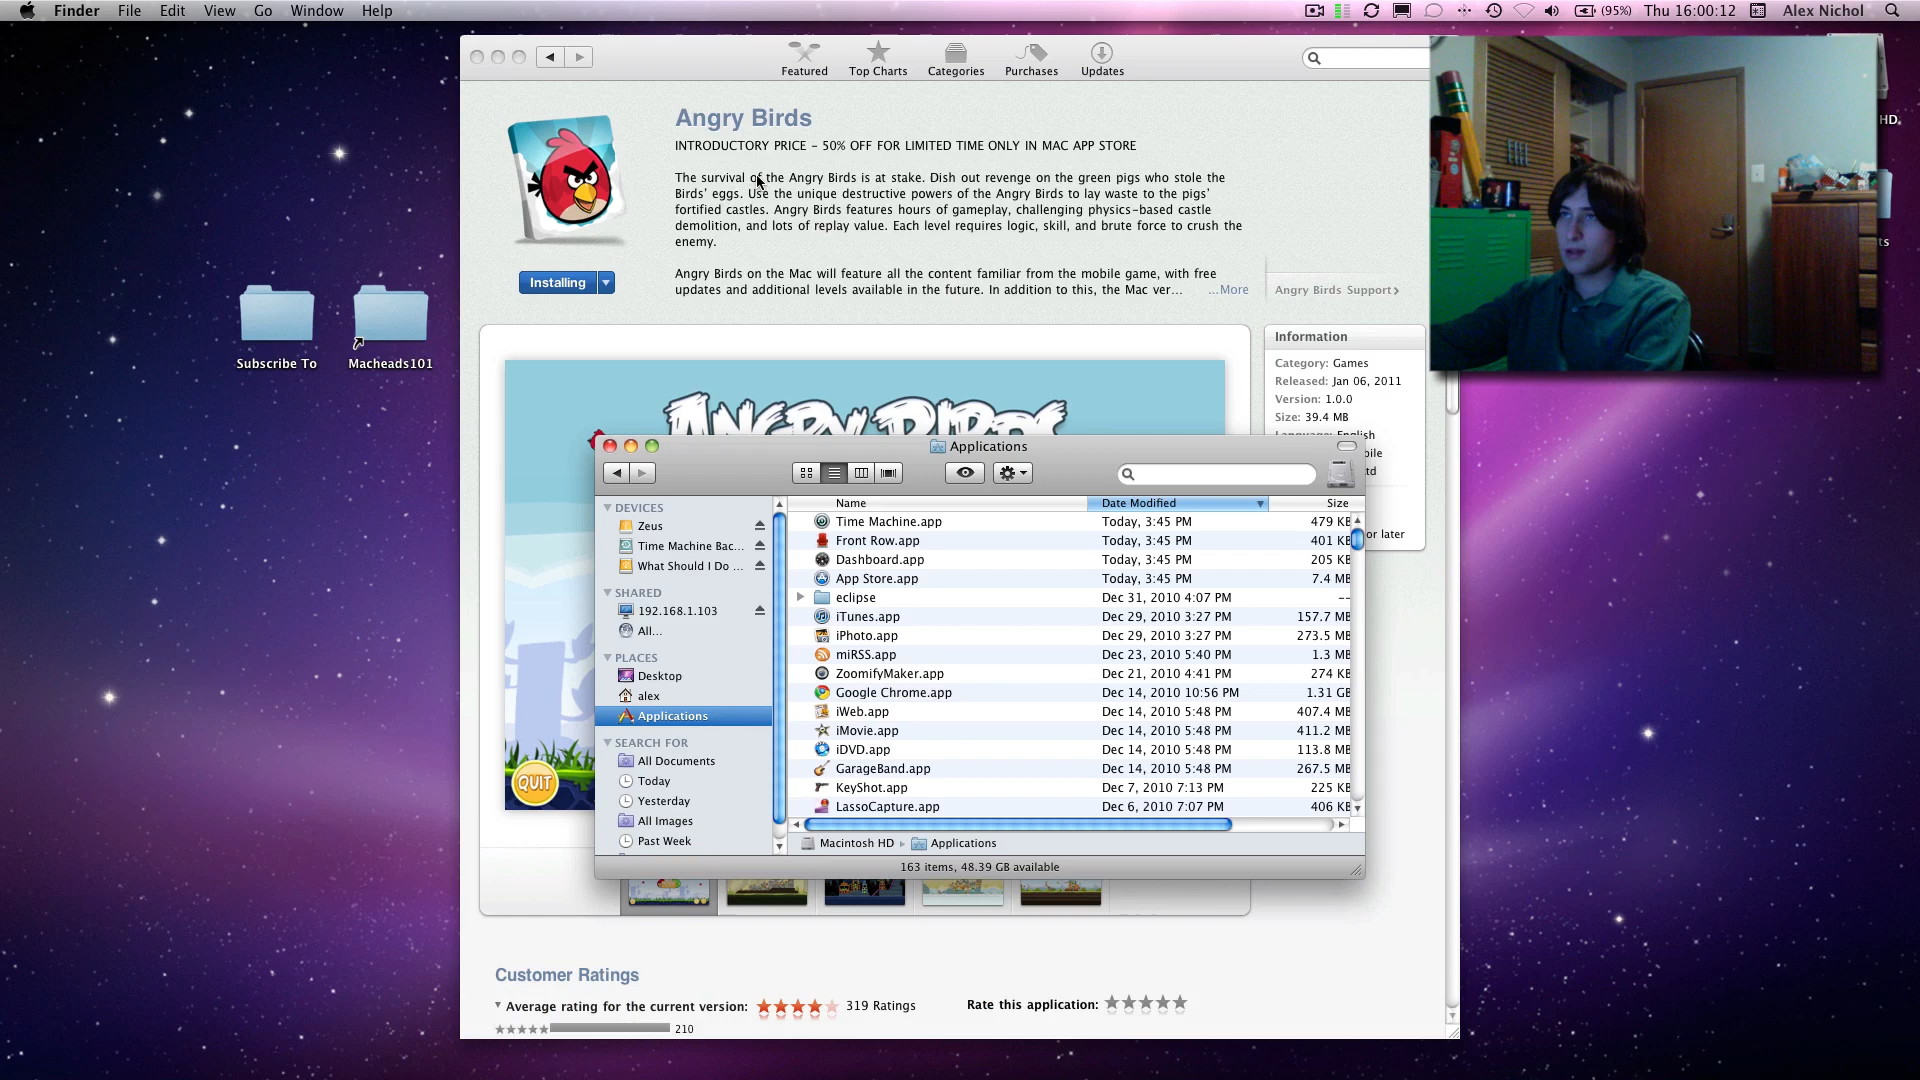 Finder File Edit View Go Window Help
(95%) Thu 16:00:12 Alex Nichol
Featured Top Charts Categories Purchases Updates
Angry Birds
INTRODUCTORY PRICE - 50% OFF FOR LIMITED TIME ONLY IN MAC APP STORE
The survival of the Angry Birds is at stake. Dish out revenge on the green pigs who stole the
Birds' eggs. Use the unique destructive powers of the Angry Birds to lay waste to the pigs'
fortified castles. Angry Birds features hours of gameplay, challenging physics-based castle
demolition, and lots of replay value. Each level requires logic, skill, and brute force to crush the
enemy.
Installing
Angry Birds on the Mac will feature all the content familiar from the mobile game, with free
updates and additional levels available in the future. In addition to this, the Mac ver... ...More
Angry Birds Support
HD
Subscribe To
Macheads101
Information
Category: Games
Released: Jan 06, 2011
Version: 1.0.0
Size: 39.4 MB
Language: English
or later
ANGRY BIRDS
QUIT
Applications
DEVICES
Zeus
Time Machine Bac...
What Should I Do ...
SHARED
192.168.1.103
All...
PLACES
Desktop
alex
Applications
SEARCH FOR
All Documents
Today
Yesterday
All Images
Past Week
Name Date Modified Size
Time Machine.app Today, 3:45 PM 479 KB
Front Row.app Today, 3:45 PM 401 KB
Dashboard.app Today, 3:45 PM 205 KB
App Store.app Today, 3:45 PM 7.4 MB
eclipse Dec 31, 2010 4:07 PM --
iTunes.app Dec 29, 2010 3:27 PM 157.7 MB
iPhoto.app Dec 29, 2010 3:27 PM 273.5 MB
miRSS.app Dec 23, 2010 5:40 PM 1.3 MB
ZoomifyMaker.app Dec 21, 2010 4:41 PM 274 KB
Google Chrome.app Dec 14, 2010 10:56 PM 1.31 GB
iWeb.app Dec 14, 2010 5:48 PM 407.4 MB
iMovie.app Dec 14, 2010 5:48 PM 411.2 MB
iDVD.app Dec 14, 2010 5:48 PM 113.8 MB
GarageBand.app Dec 14, 2010 5:48 PM 267.5 MB
KeyShot.app Dec 7, 2010 7:13 PM 225 KB
LassoCapture.app Dec 6, 2010 7:07 PM 406 KB
Macintosh HD Applications
163 items, 48.39 GB available
Customer Ratings
Average rating for the current version: 319 Ratings Rate this application:
210